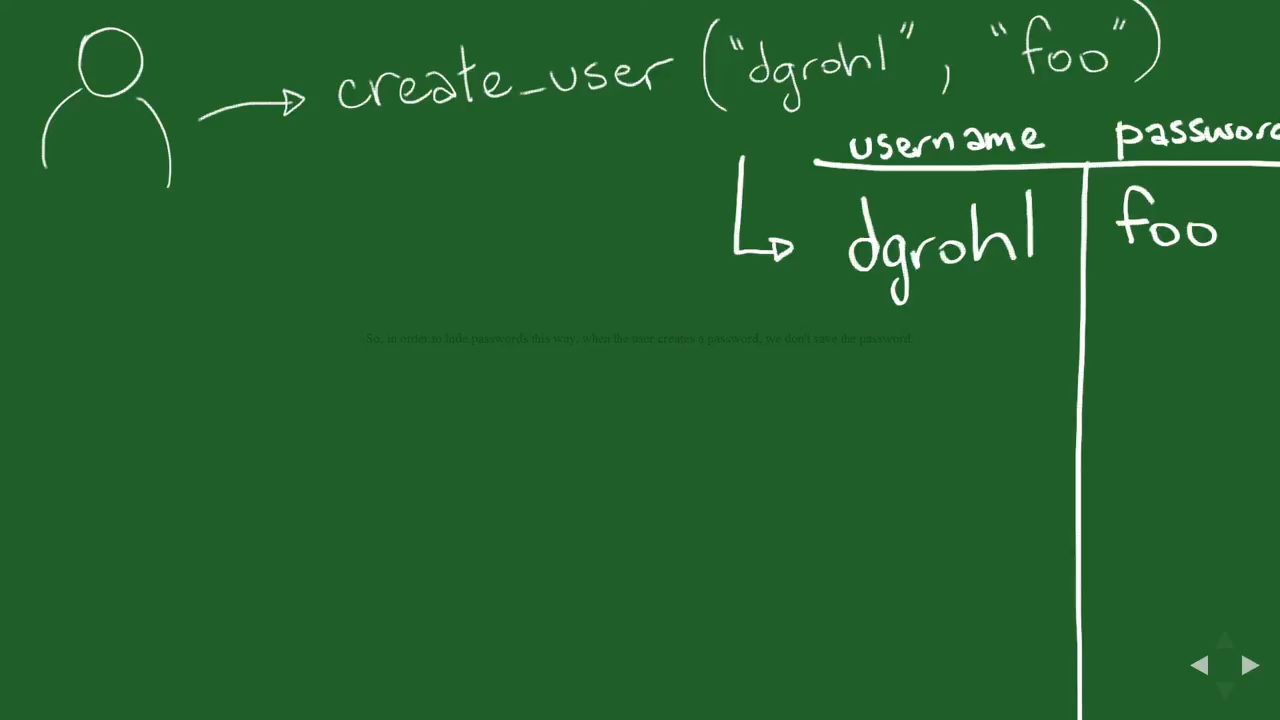 create_user ("dgrohl", "foo")
username password
dgrohl foo
So, in order to hide passwords this way, when the user creates a password, we don't save the password